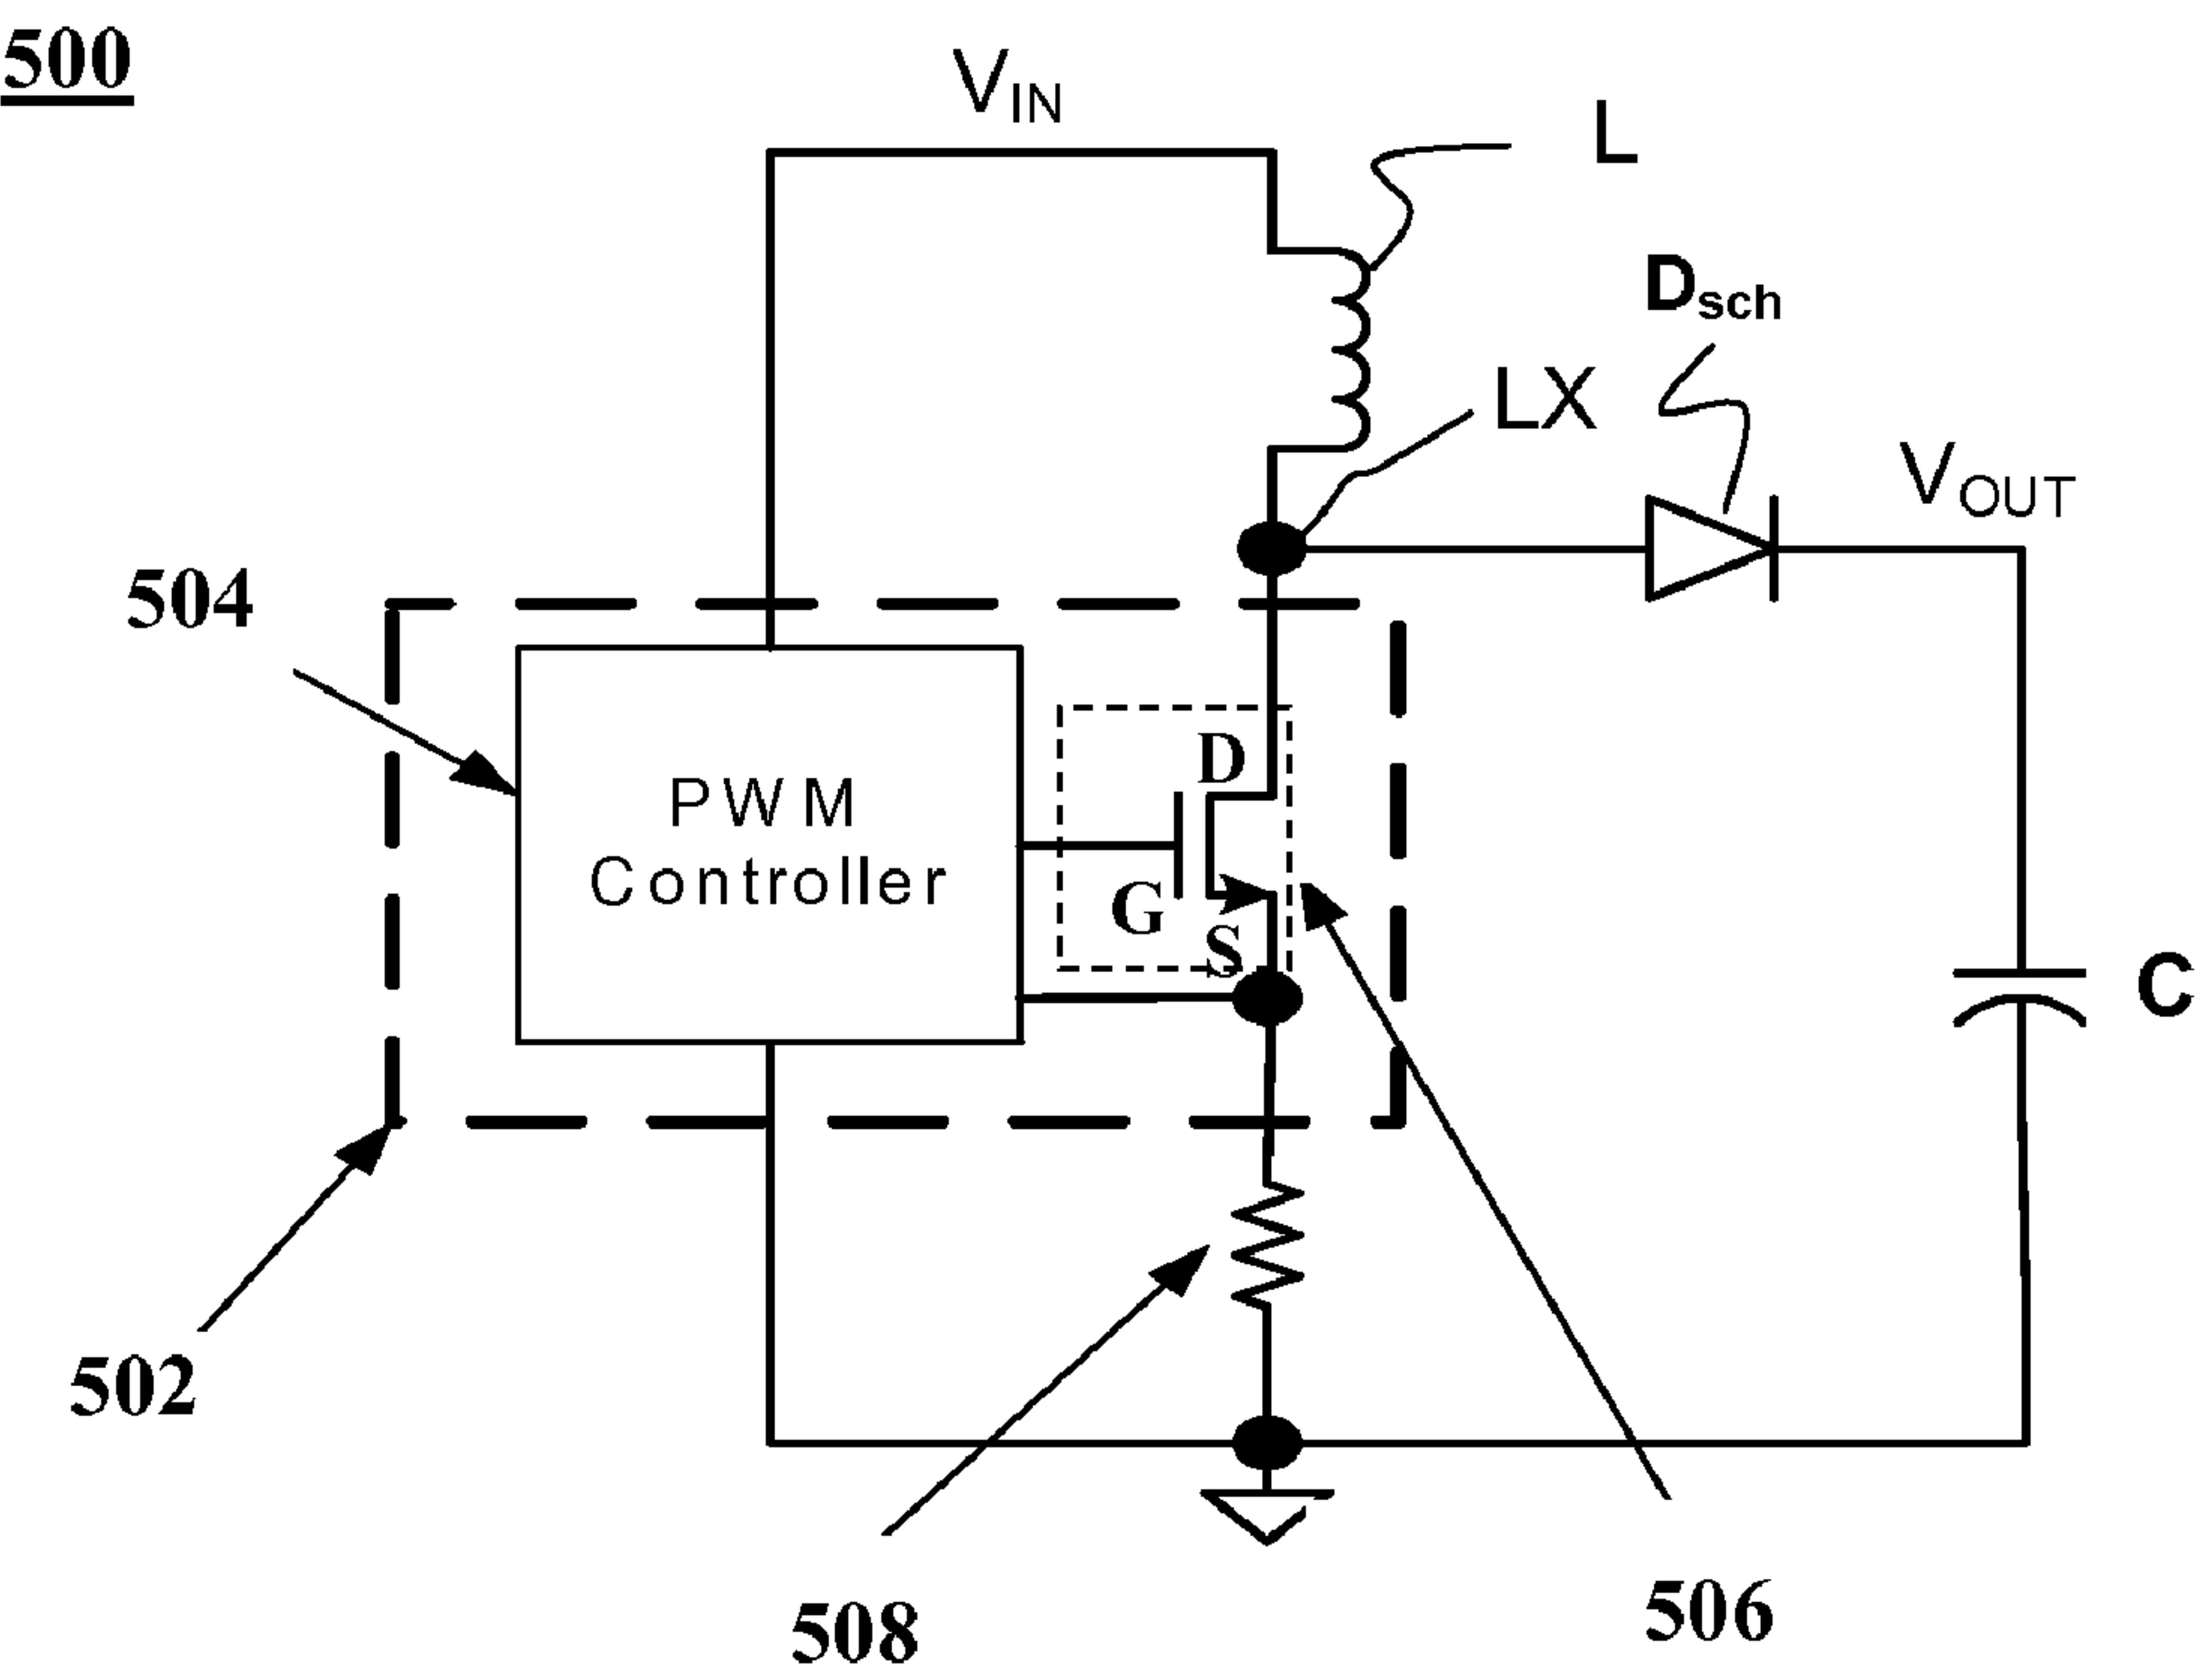 500
VIN
L
Dsch
LX
VOUT
504
D
PWM
Controller
G
S
C
502
508
506